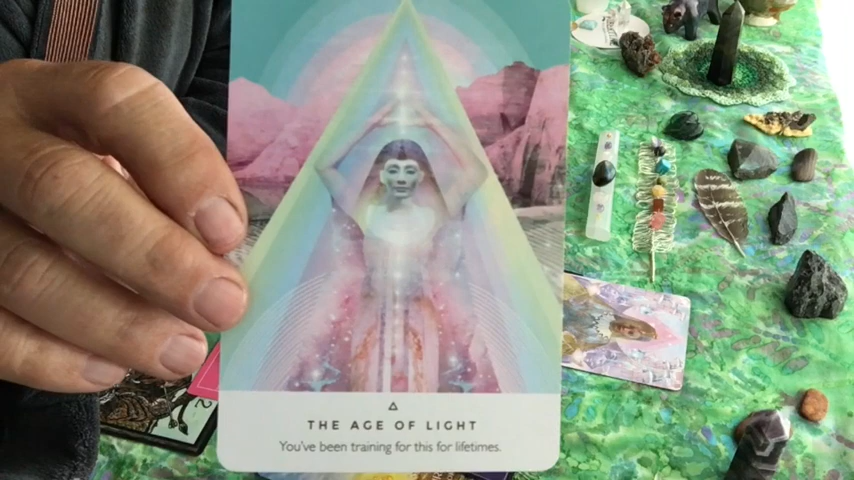 THE AGE OF LIGHT
You've been training for this for lifetimes.